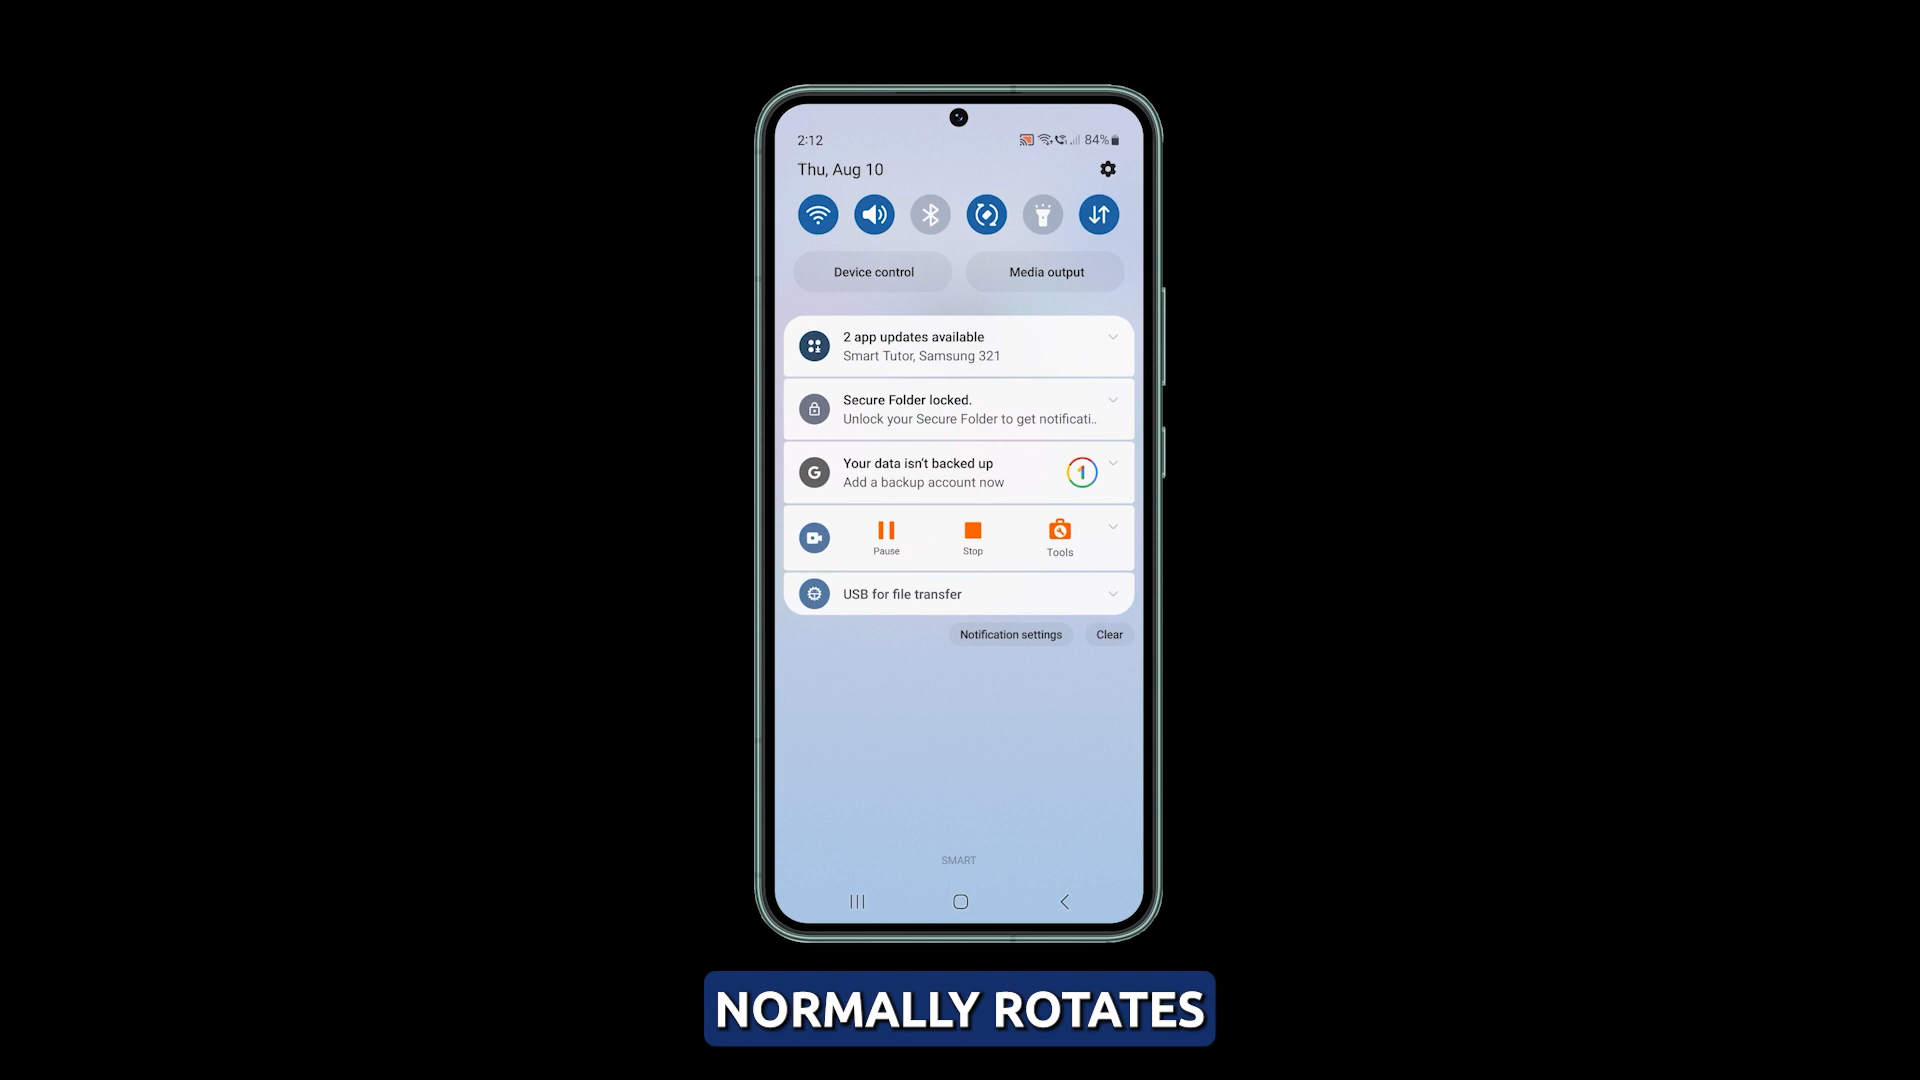 2:12
84%
Thu, Aug 10
Device control
Media output
2 app updates available
Smart Tutor, Samsung 321
Secure Folder locked.
Unlock your Secure Folder to get notificati..
G
Your data isn't backed up
Add a backup account now
1
Pause
Stop
Tools
USB for file transfer
Notification settings
Clear
SMART
NORMALLY ROTATES